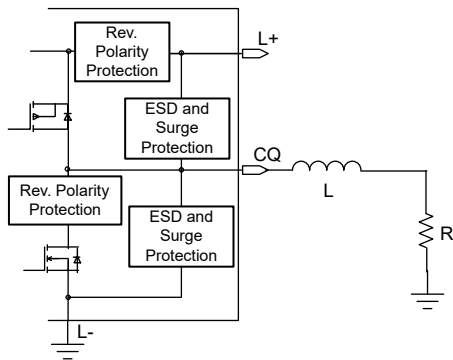 Rev.
Polarity
Protection
L+
ESD and
Surge
Protection
CQ
L
Rev. Polarity
Protection
ESD and
Surge
Protection
R
L-